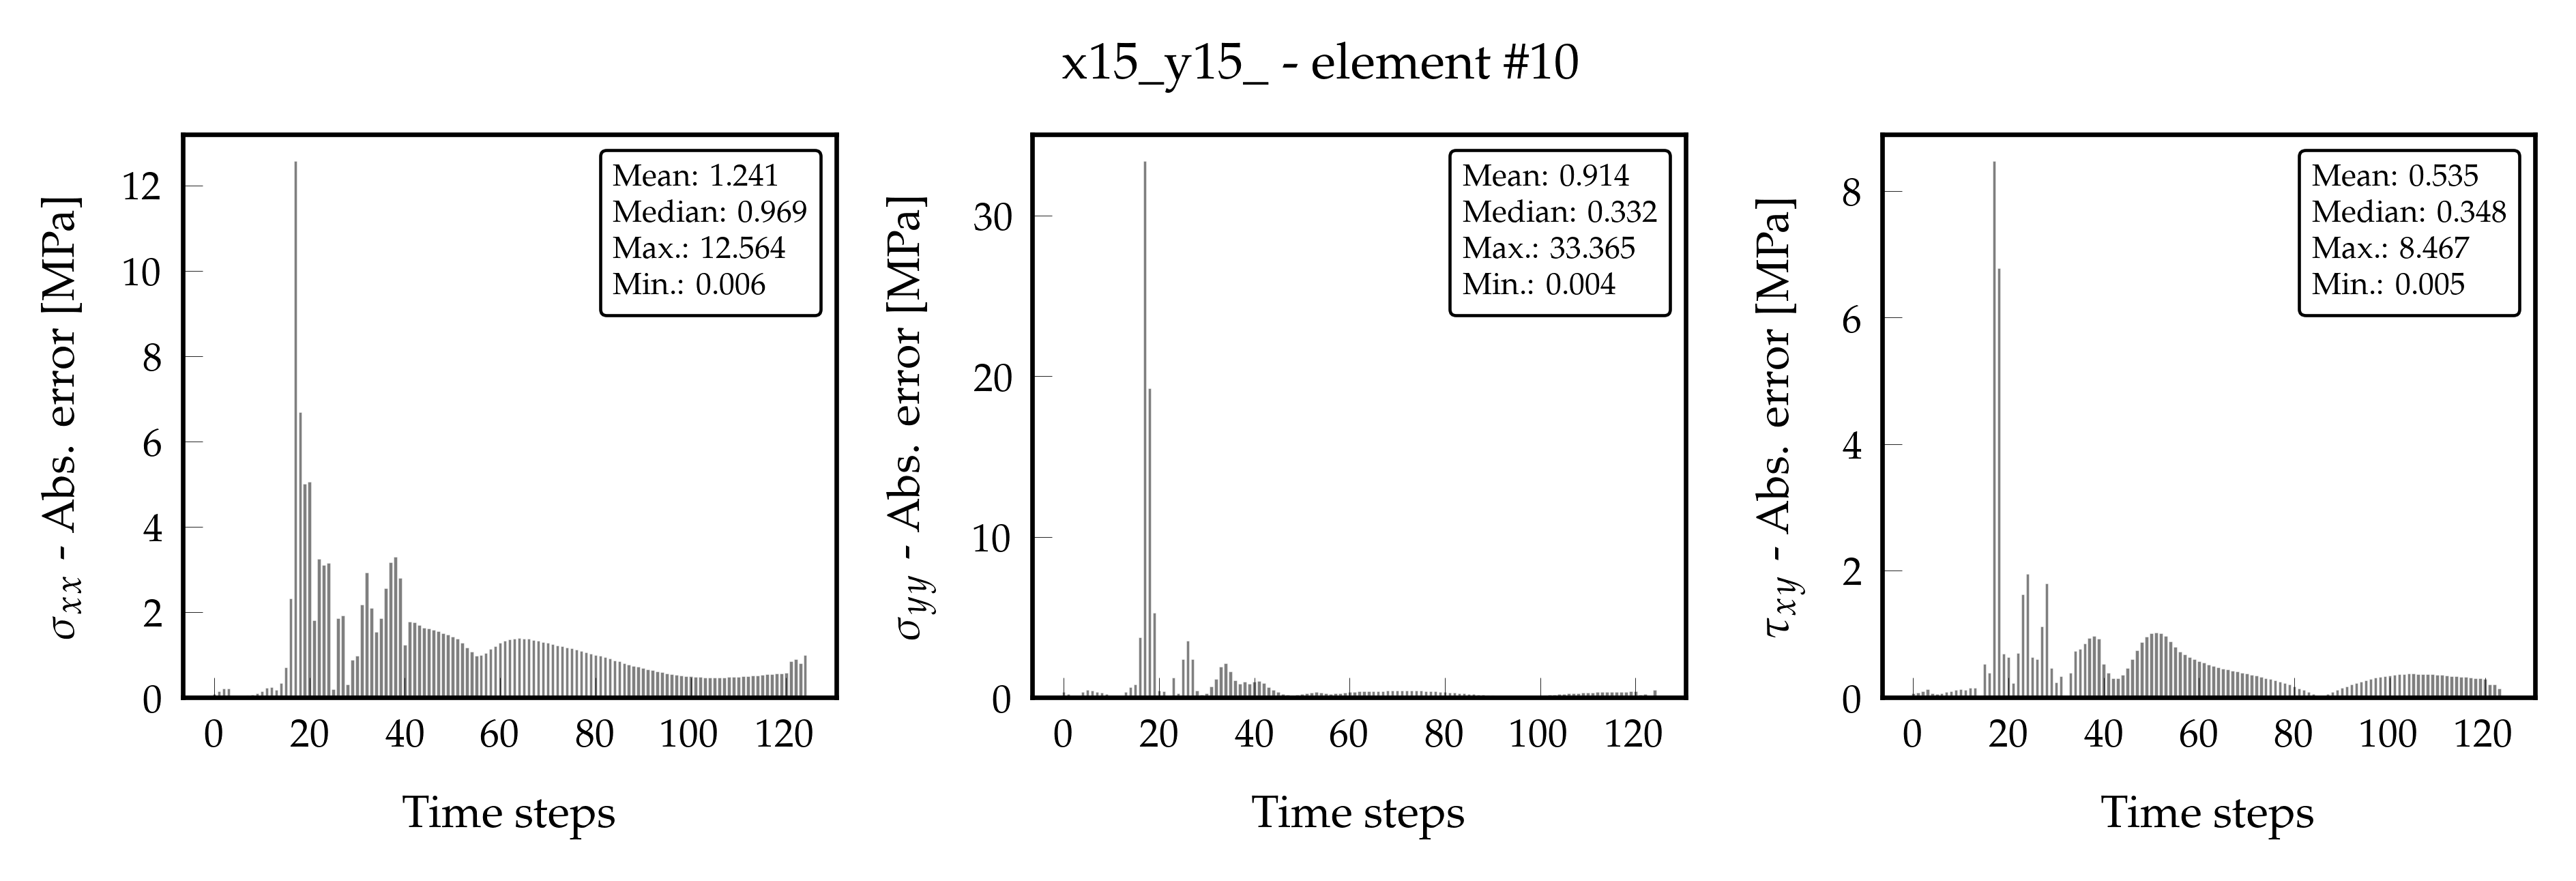 x15_y15_ - element #10
σxx - Abs. error [MPa]
12
10
8
6
4
2
0
0 20 40 60 80 100 120
Time steps
Mean: 1.241
Median: 0.969
Max.: 12.564
Min.: 0.006
σyy - Abs. error [MPa]
30
20
10
0
0 20 40 60 80 100 120
Time steps
Mean: 0.914
Median: 0.332
Max.: 33.365
Min.: 0.004
τxy - Abs. error [MPa]
8
6
4
2
0
0 20 40 60 80 100 120
Time steps
Mean: 0.535
Median: 0.348
Max.: 8.467
Min.: 0.005